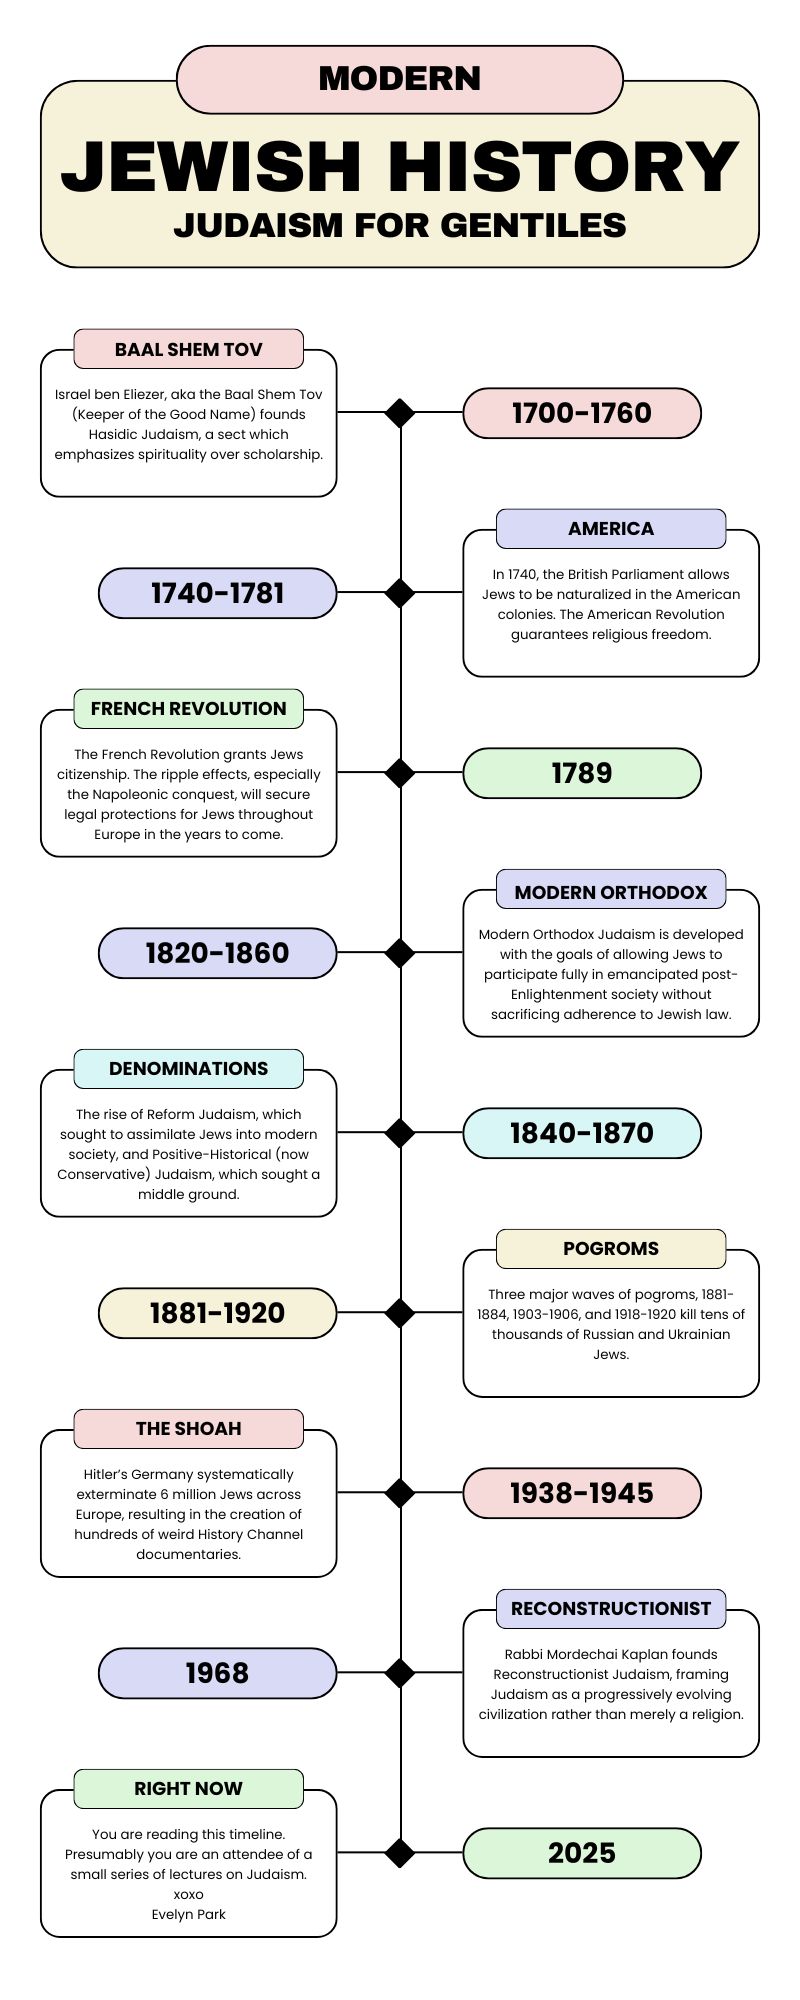 MODERN
JEWISH HISTORY
JUDAISM FOR GENTILES
BAAL SHEM TOV
Israel ben Eliezer, aka the Baal Shem Tov
(Keeper of the Good Name) founds
Hasidic Judaism, a sect which
emphasizes spirituality over scholarship.
1700-1760
AMERICA
In 1740, the British Parliament allows
Jews to be naturalized in the American
colonies. The American Revolution
guarantees religious freedom.
1740-1781
FRENCH REVOLUTION
The French Revolution grants Jews
citizenship. The ripple effects, especially
the Napoleonic conquest, will secure
legal protections for Jews throughout
Europe in the years to come.
1789
MODERN ORTHODOX
Modern Orthodox Judaism is developed
with the goals of allowing Jews to
participate fully in emancipated post-
Enlightenment society without
sacrificing adherence to Jewish law.
1820-1860
DENOMINATIONS
The rise of Reform Judaism, which
sought to assimilate Jews into modern
society, and Positive-Historical (now
Conservative) Judaism, which sought a
middle ground.
1840-1870
POGROMS
Three major waves of pogroms, 1881-
1884, 1903-1906, and 1918-1920 kill tens of
thousands of Russian and Ukrainian
Jews.
1881-1920
THE SHOAH
Hitler's Germany systematically
exterminate 6 million Jews across
Europe, resulting in the creation of
hundreds of weird History Channel
documentaries.
1938-1945
RECONSTRUCTIONIST
Rabbi Mordechai Kaplan founds
Reconstructionist Judaism, framing
Judaism as a progressively evolving
civilization rather than merely a religion.
1968
RIGHT NOW
You are reading this timeline.
Presumably you are an attendee of a
small series of lectures on Judaism.
xoxo
Evelyn Park
2025